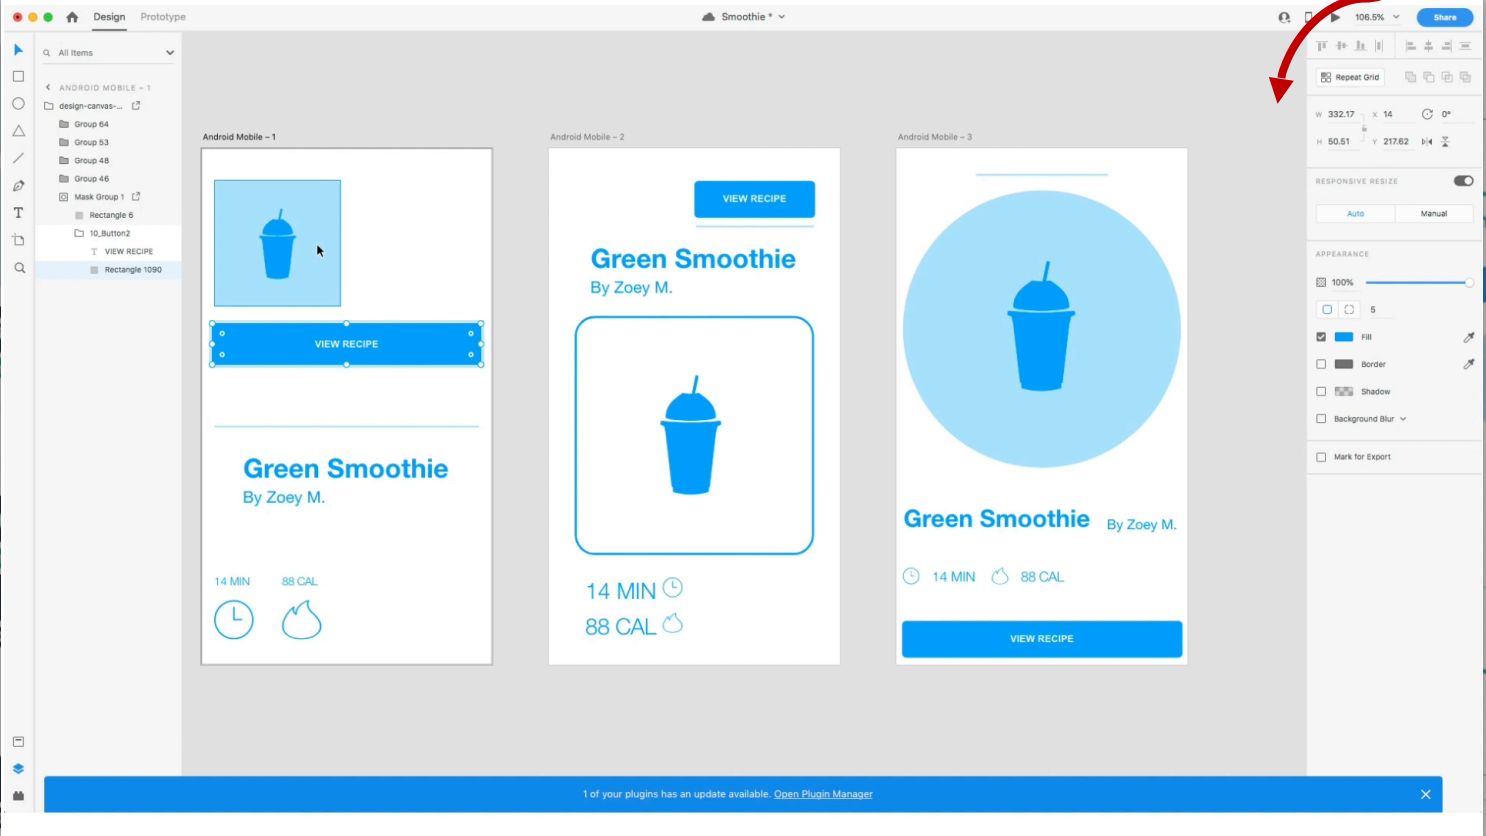 Design Prototype Smoothie * 106.5% Share
All Items
ANDROID MOBILE – 1
design-canvas-...
Group 64
Group 53
Group 48
Group 46
Mask Group 1
Rectangle 6
10_Button2
T VIEW RECIPE
Rectangle 1090
Android Mobile – 1
VIEW RECIPE
Green Smoothie
By Zoey M.
14 MIN 88 CAL
Android Mobile – 2
VIEW RECIPE
Green Smoothie
By Zoey M.
14 MIN
88 CAL
Android Mobile – 3
Green Smoothie By Zoey M.
14 MIN 88 CAL
VIEW RECIPE
Repeat Grid
W 332.17 X 14 0°
H 50.51 Y 217.62
RESPONSIVE RESIZE
Auto Manual
APPEARANCE
100%
5
Fill
Border
Shadow
Background Blur
Mark for Export
1 of your plugins has an update available. Open Plugin Manager